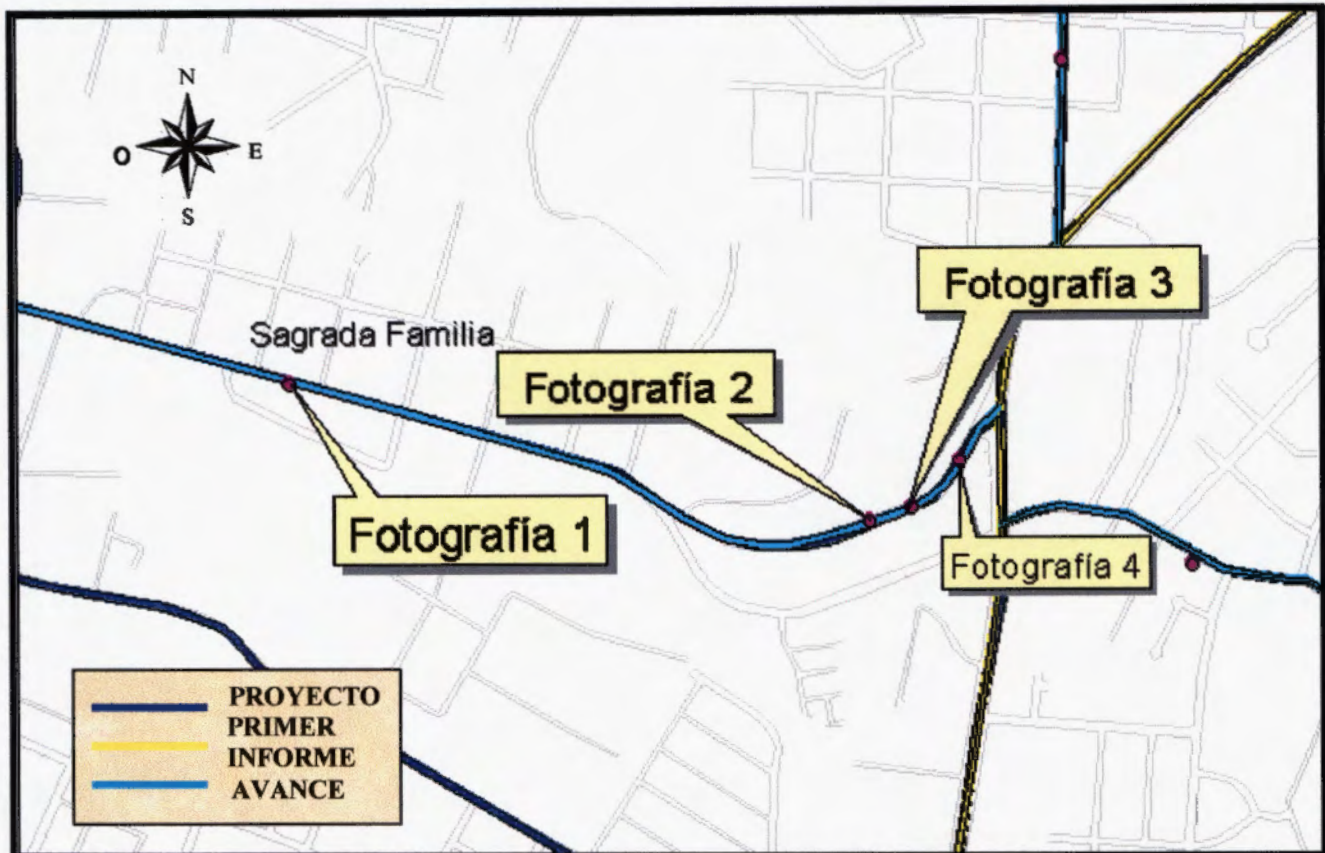 N
O
E
S
Fotografía 3
Sagrada Familia
Fotografía 2
Fotografía 1
Fotografía 4
PROYECTO
PRIMER
INFORME
AVANCE